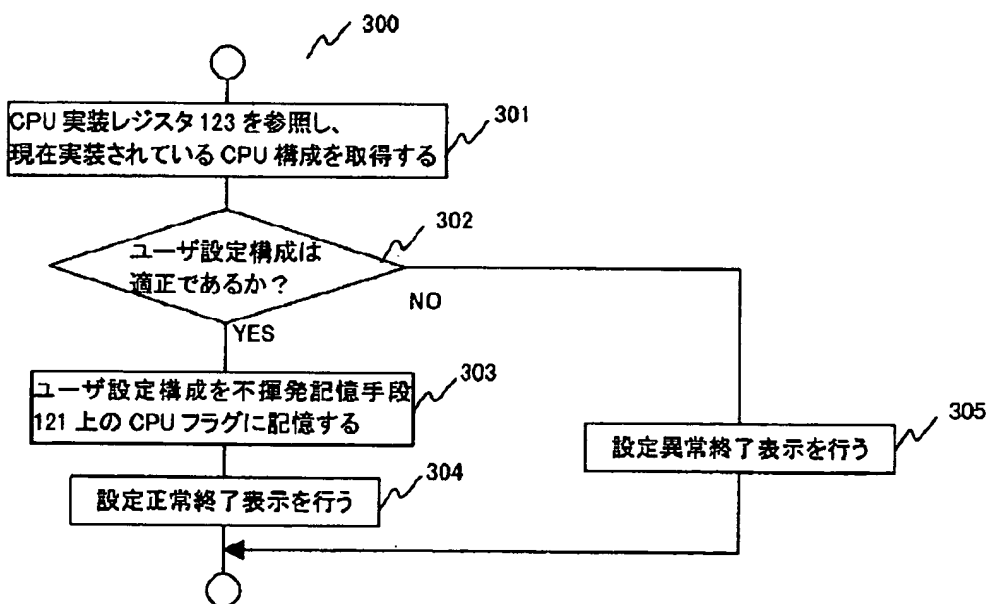 300
CPU 実装レジスタ 123 を参照し、
現在実装されている CPU 構成を取得する
301
302
ユーザ設定構成は
適正であるか？
NO
YES
ユーザ設定構成を不揮発記憶手段
121 上の CPU フラグに記憶する
303
設定異常終了表示を行う
305
設定正常終了表示を行う
304